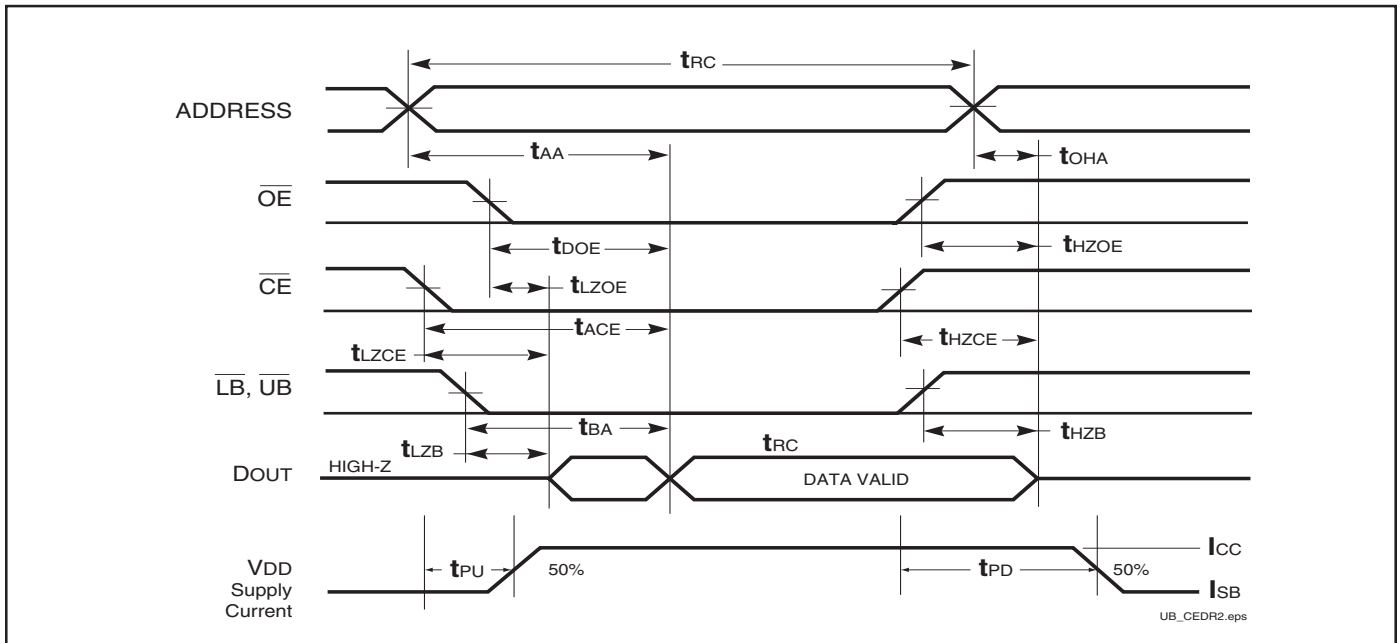 tRC
ADDRESS
tAA
tOHA
OE
tDOE
tHZOE
CE
tLZOE
tACE
tHZCE
tLZCE
LB, UB
tBA
tHZB
tLZB
tRC
HIGH-Z
DOUT
DATA VALID
ICC
tPU
50%
tPD
50%
VDD
Supply
Current
ISB
UB_CEDR2.eps